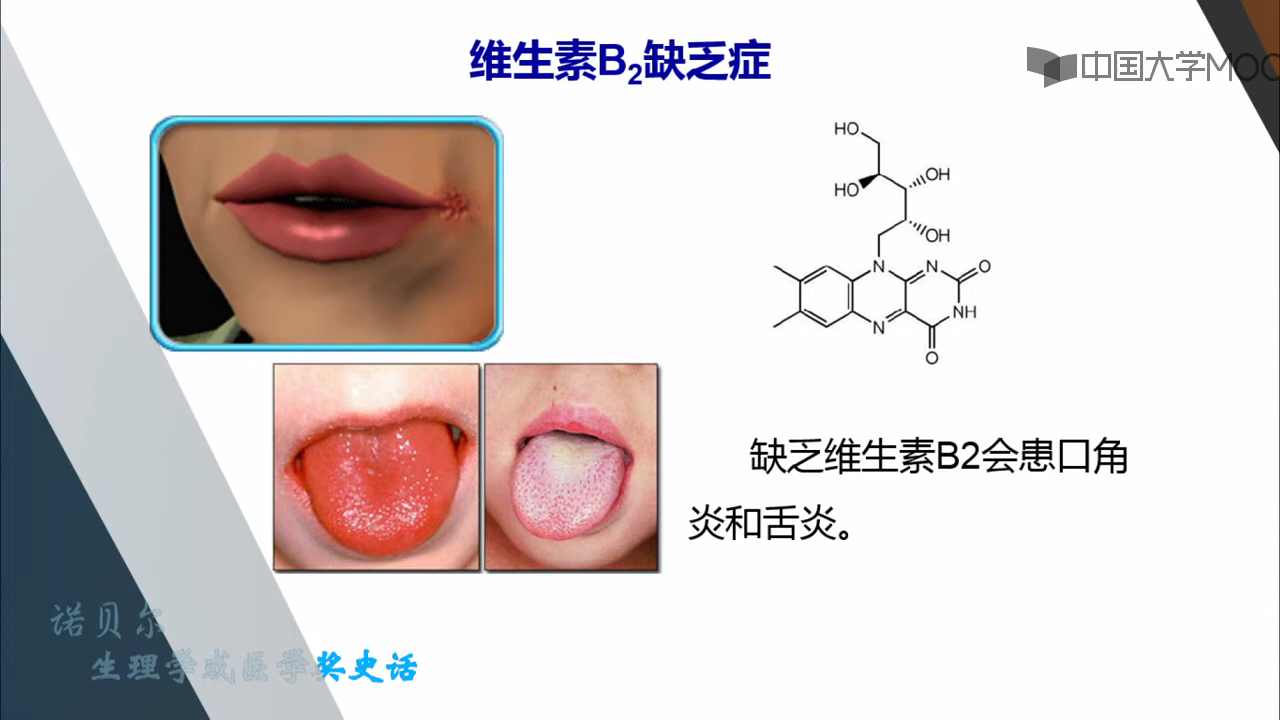 维生素B₂缺乏症
中国大学MOO
HO
HO
OH
OH
N
N
O
NH
N
O
缺乏维生素B2会患口角
炎和舌炎。
诺贝尔
生理学或医学奖史话